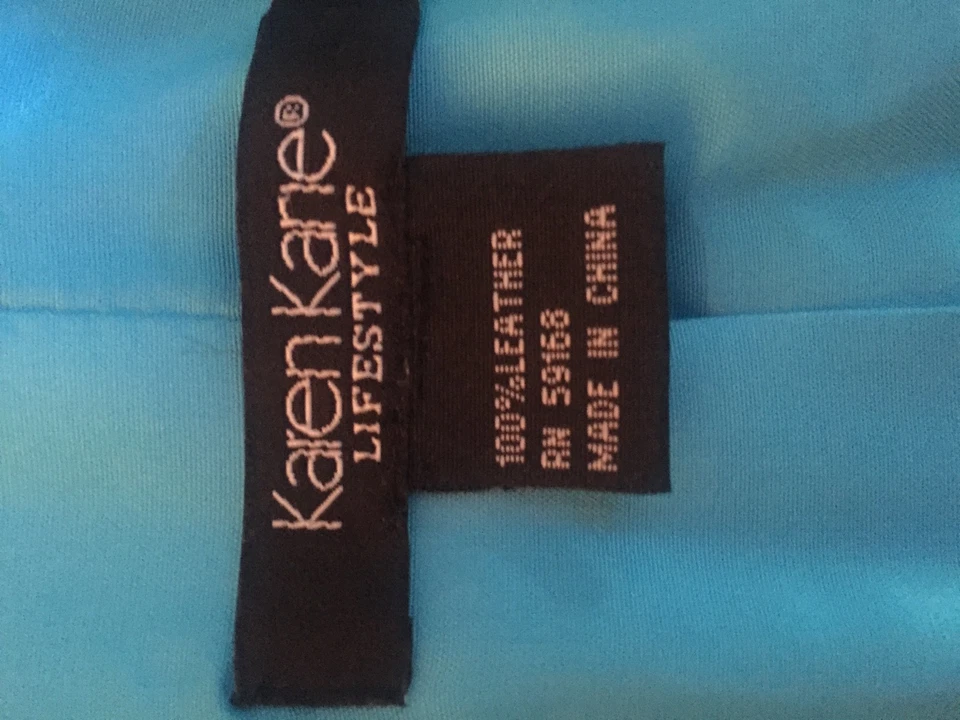 Karen Kane®
LIFESTYLE
100%LEATHER
RN 59168
MADE IN CHINA